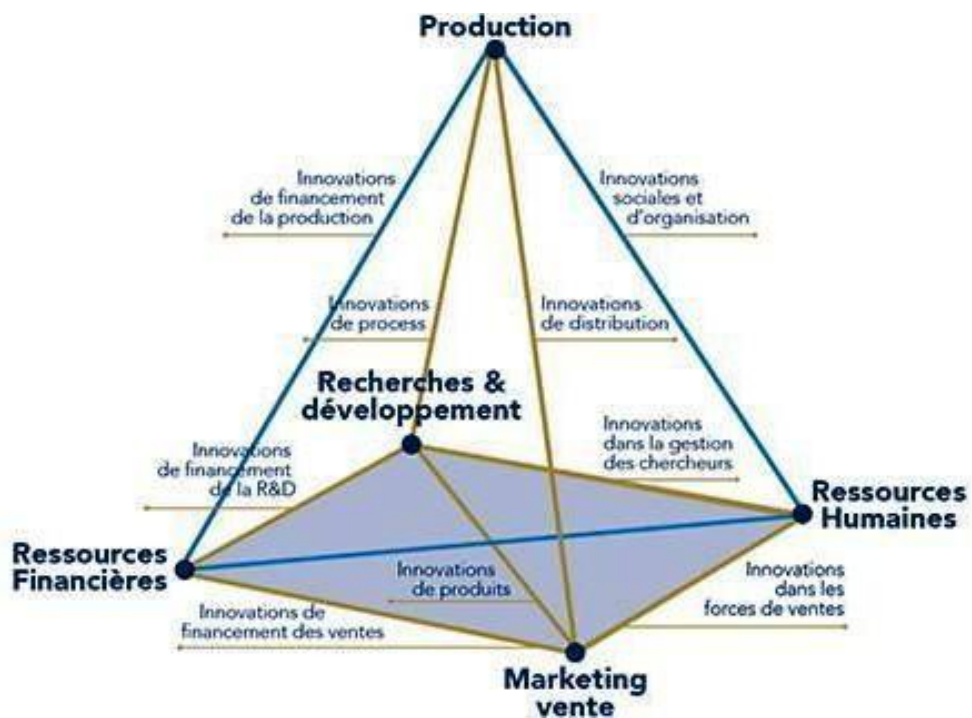 Production
Innovations
de financement
de la production
Innovations
sociales et
d'organisation
Innovations
de process
Innovations
de distribution
Recherches &
développement
Innovations
de financement
de la R&D
Innovations
dans la gestion
des chercheurs
Ressources
Humaines
Ressources
Financières
Innovations
de produits
Innovations
dans les
forces de ventes
Innovations de
financement des ventes
Marketing
vente